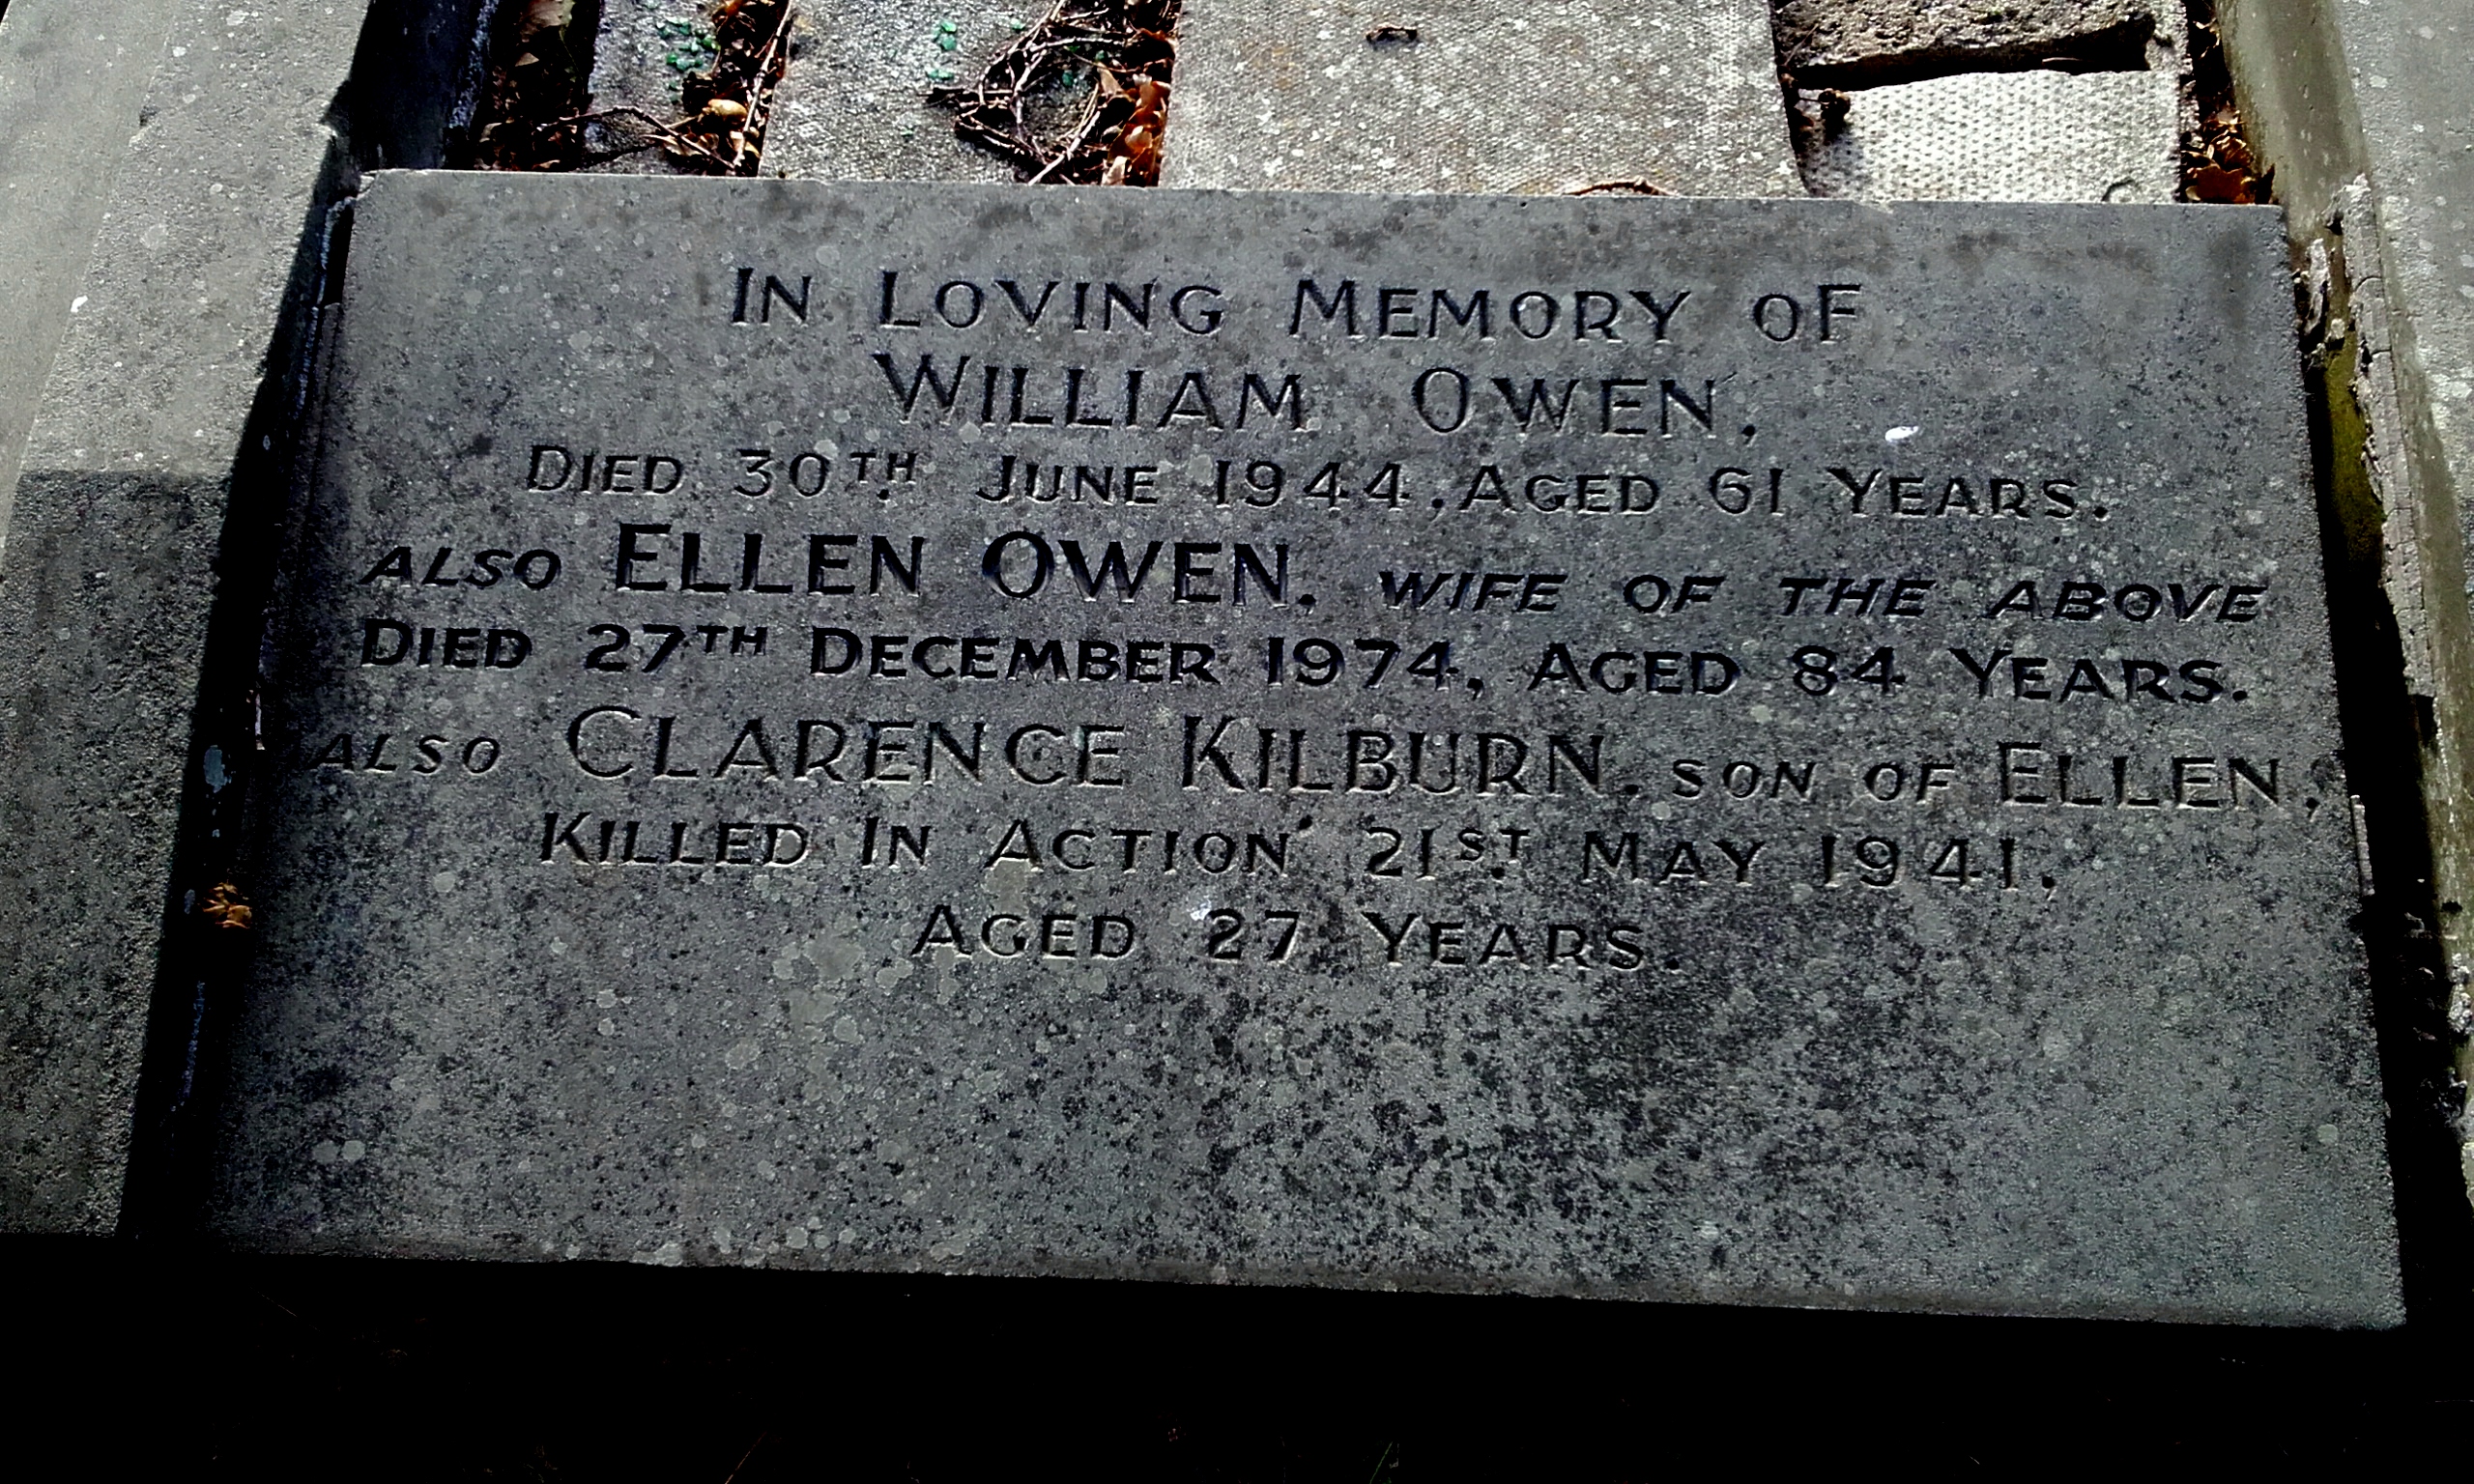 IN LOVING MEMORY OF
WILLIAM OWEN,
DIED 30TH JUNE 1944, AGED 61 YEARS.
ALSO ELLEN OWEN, WIFE OF THE ABOVE
DIED 27TH DECEMBER 1974, AGED 84 YEARS.
ALSO CLARENCE KILBURN, SON OF ELLEN,
KILLED IN ACTION 21ST MAY 1941,
AGED 27 YEARS.